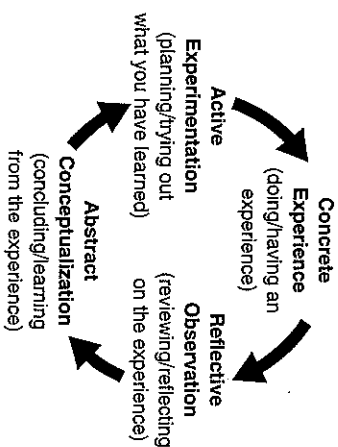 Concrete
Experience
(doing/having an
experience)
Reflective
Observation
(reviewing/reflecting
on the experience)
Abstract
Conceptualization
(concluding/learning
from the experience)
Active
Experimentation
(planning/trying out
what you have learned)